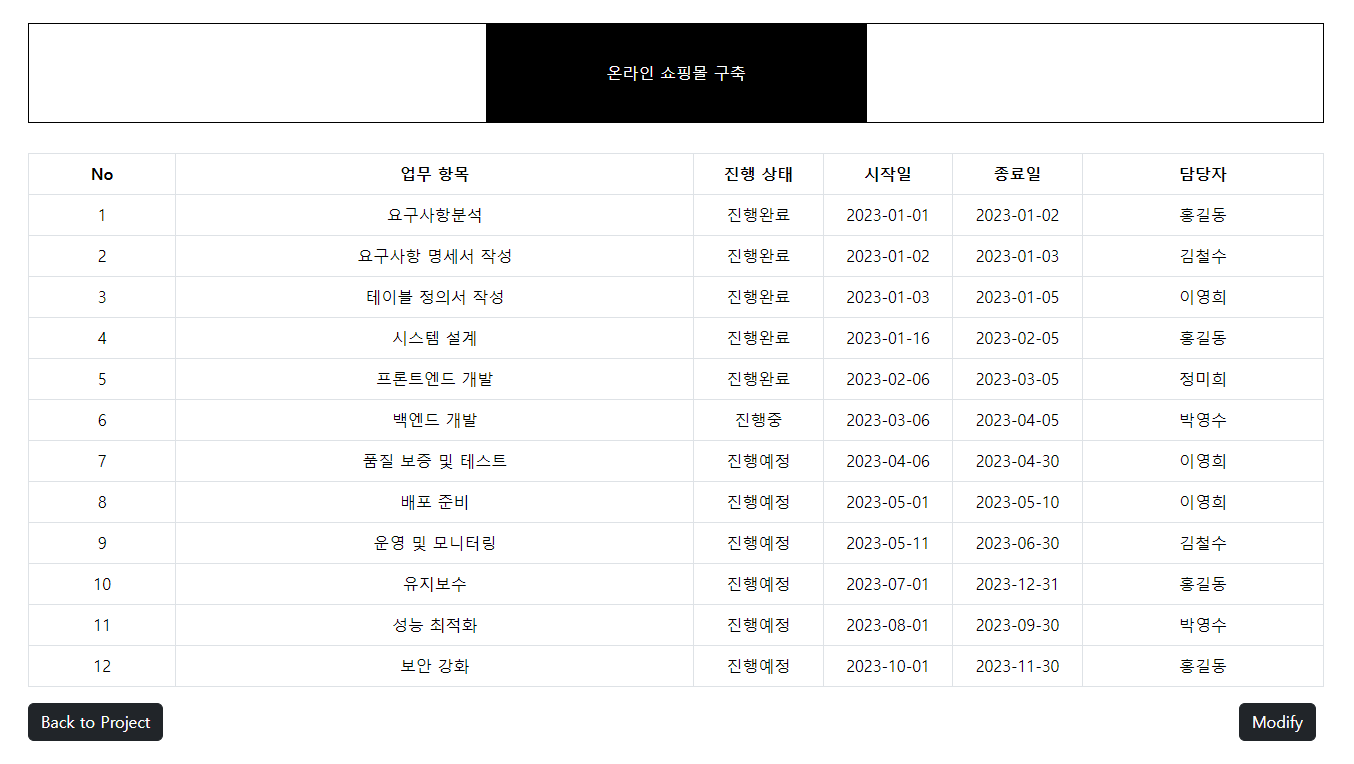 온라인 쇼핑몰 구축
No 업무 항목 진행 상태 시작일 종료일 담당자
1 요구사항분석 진행완료 2023-01-01 2023-01-02 홍길동
2 요구사항 명세서 작성 진행완료 2023-01-02 2023-01-03 김철수
3 테이블 정의서 작성 진행완료 2023-01-03 2023-01-05 이영희
4 시스템 설계 진행완료 2023-01-16 2023-02-05 홍길동
5 프론트엔드 개발 진행완료 2023-02-06 2023-03-05 정미희
6 백엔드 개발 진행중 2023-03-06 2023-04-05 박영수
7 품질 보증 및 테스트 진행예정 2023-04-06 2023-04-30 이영희
8 배포 준비 진행예정 2023-05-01 2023-05-10 이영희
9 운영 및 모니터링 진행예정 2023-05-11 2023-06-30 김철수
10 유지보수 진행예정 2023-07-01 2023-12-31 홍길동
11 성능 최적화 진행예정 2023-08-01 2023-09-30 박영수
12 보안 강화 진행예정 2023-10-01 2023-11-30 홍길동
Back to Project Modify